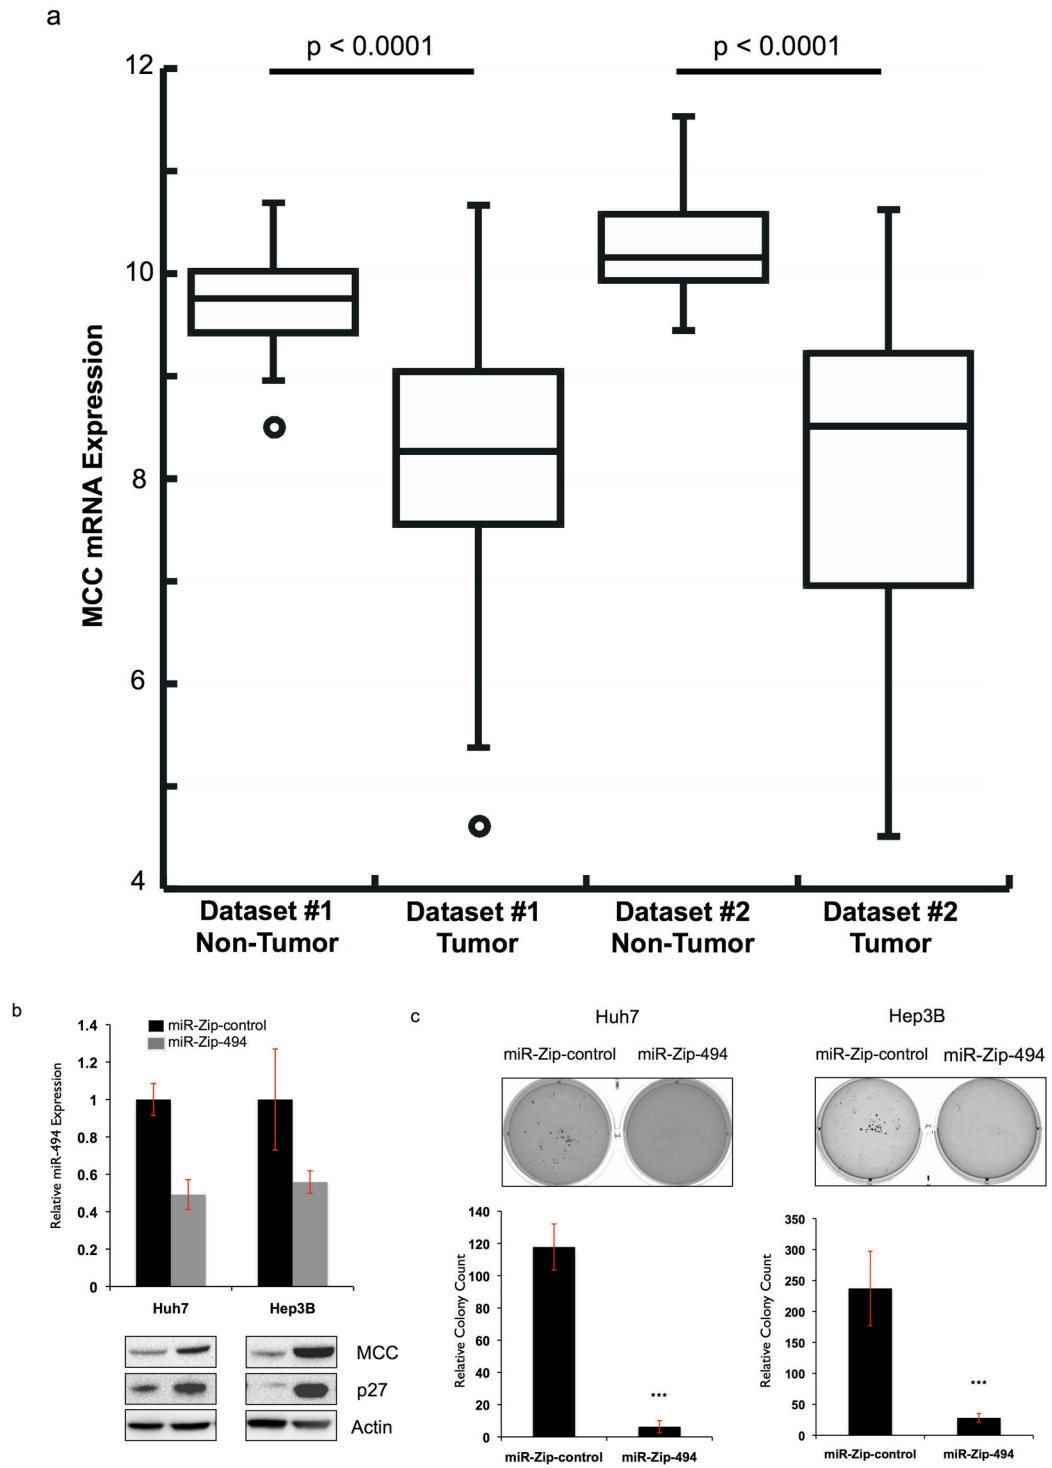 a
p < 0.0001
p < 0.0001
12
10
8
6
4
MCC mRNA Expression
Dataset #1
Non-Tumor
Dataset #1
Tumor
Dataset #2
Non-Tumor
Dataset #2
Tumor
b
miR-Zip-control
miR-Zip-494
1.4
1.2
1
0.8
0.6
0.4
0.2
0
Relative miR-494 Expression
Huh7
Hep3B
MCC
p27
Actin
c
Huh7
miR-Zip-control
miR-Zip-494
140
120
100
80
60
40
20
0
Relative Colony Count
***
miR-Zip-control
miR-Zip-494
Hep3B
miR-Zip-control
miR-Zip-494
350
300
250
200
150
100
50
0
Relative Colony Count
***
miR-Zip-control
miR-Zip-494